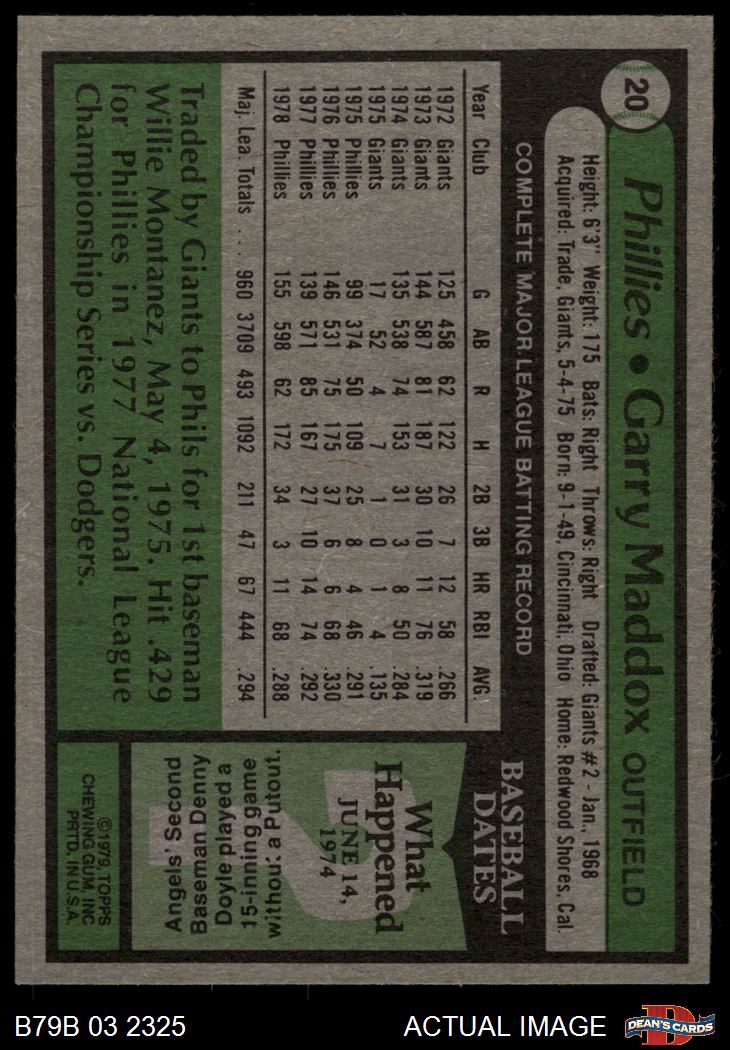 20
Phillies • Garry Maddox OUTFIELD
Height: 6'3" Weight: 175 Bats: Right Throws: Right Drafted: Giants #2 - Jan., 1968
Acquired: Trade, Giants, 5-4-75 Born: 9-1-49, Cincinnati, Ohio Home: Redwood Shores, Cal.
COMPLETE MAJOR LEAGUE BATTING RECORD
Year Club G AB R H 2B 3B HR RBI AVG.
1972 Giants 125 458 62 122 26 7 12 58 .266
1973 Giants 144 587 81 187 30 10 11 76 .319
1974 Giants 135 538 74 153 31 3 8 50 .284
1975 Giants 17 52 4 7 1 0 1 4 .135
1975 Phillies 99 374 50 109 25 8 4 46 .291
1976 Phillies 146 531 75 175 37 6 6 68 .330
1977 Phillies 139 571 85 167 27 10 14 74 .292
1978 Phillies 155 598 62 172 34 3 11 68 .288
Maj. Lea. Totals . . . 960 3709 493 1092 211 47 67 444 .294
Traded by Giants to Phils for 1st baseman
Willie Montanez, May 4, 1975. Hit .429
for Phillies in 1977 National League
Championship Series vs. Dodgers.
BASEBALL
DATES
What
Happened
JUNE 14,
1974
?
Angels' Second
Baseman Denny
Doyle played a
15-inning game
without a putout.
©1979, TOPPS
CHEWING GUM, INC
PRTD. IN U.S.A.
B79B 03 2325
ACTUAL IMAGE
D
DEAN'S CARDS